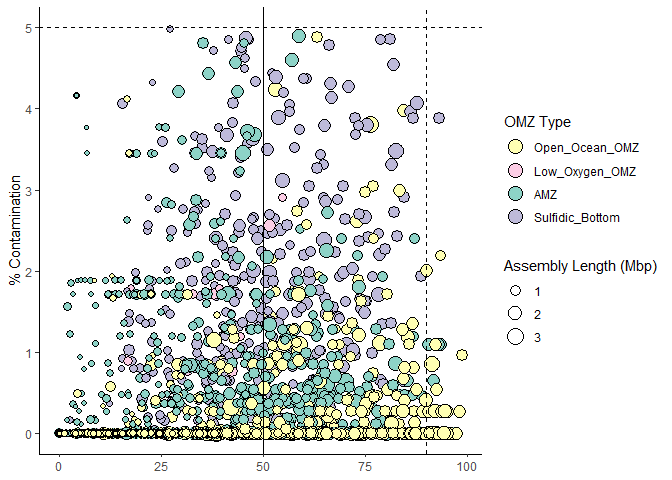 % Contamination
5
4
3
2
1
0
0
25
50
75
100
OMZ Type
Open_Ocean_OMZ
Low_Oxygen_OMZ
AMZ
Sulfidic_Bottom
Assembly Length (Mbp)
1
2
3